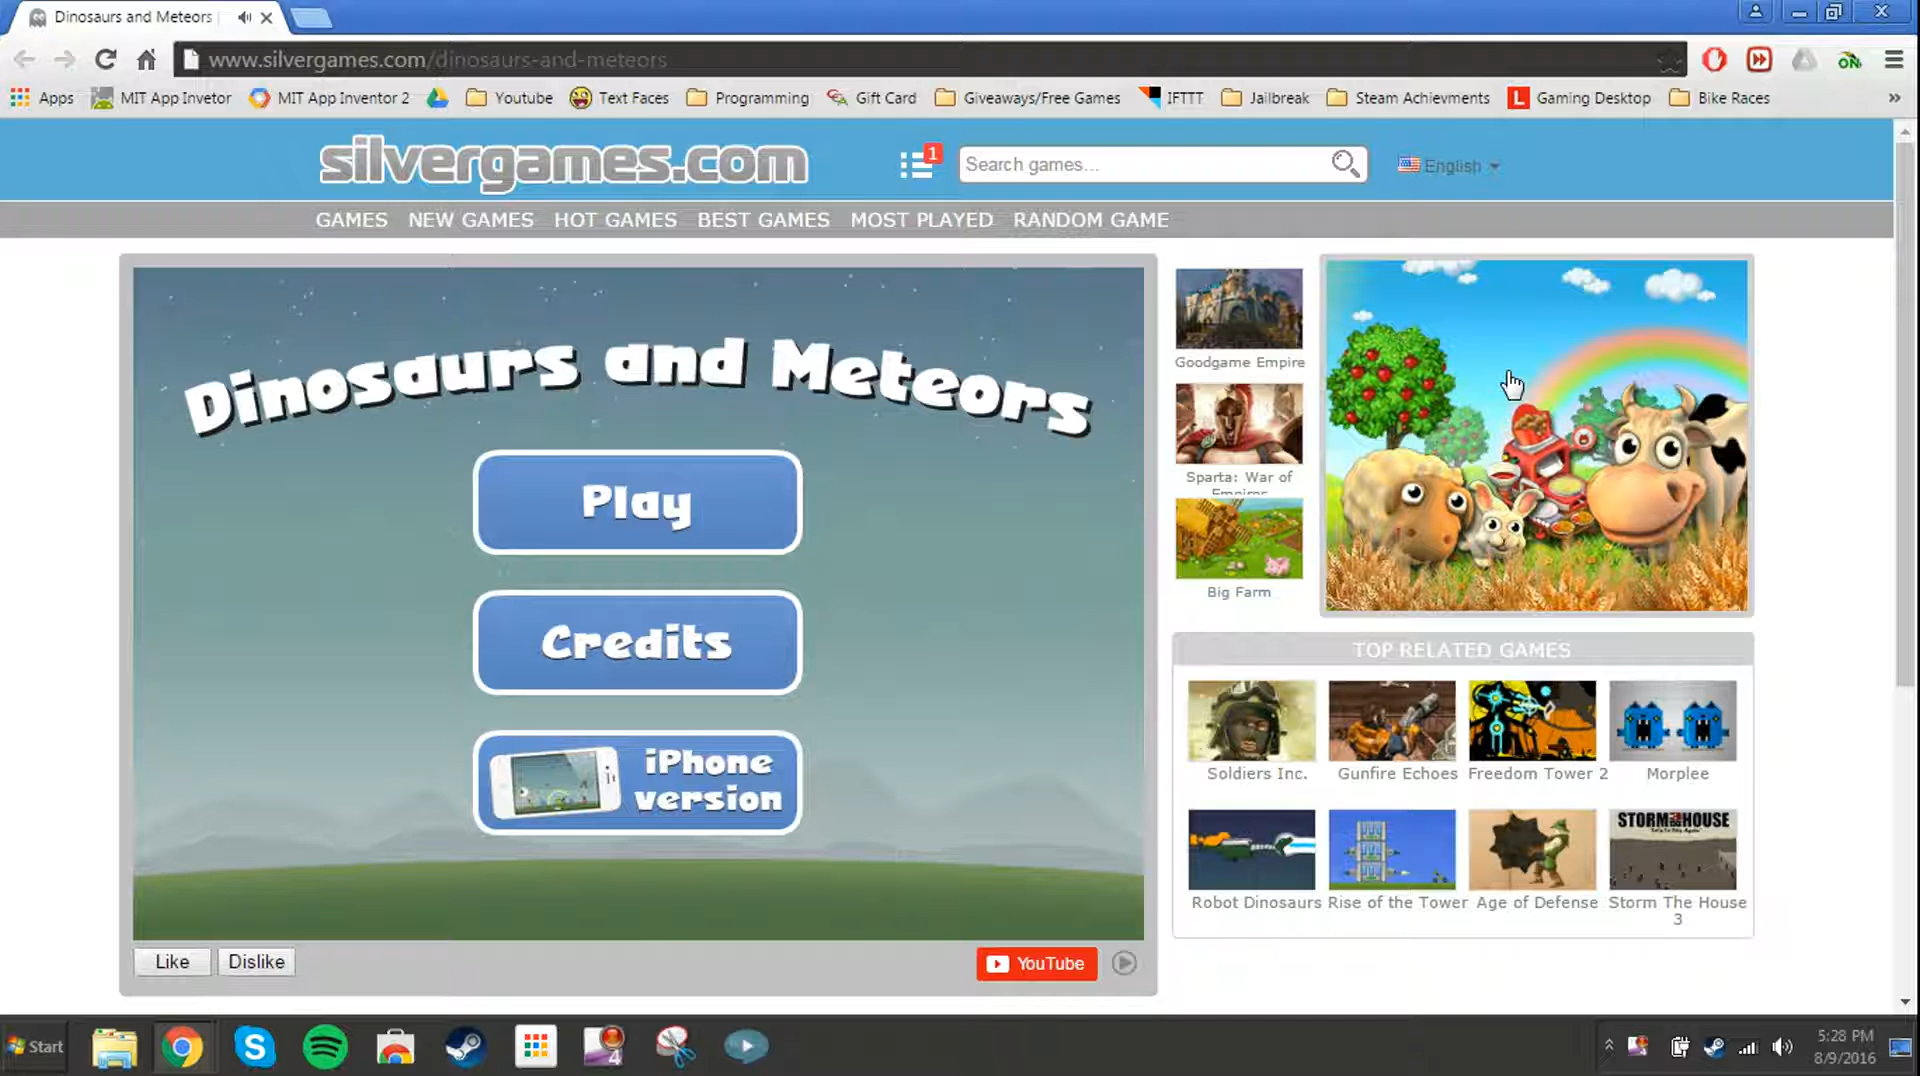 Dinosaurs and Meteors
www.silvergames.com/dinosaurs-and-meteors
Apps MIT App Invetor MIT App Inventor 2 Youtube Text Faces Programming Gift Card Giveaways/Free Games IFTTT Jailbreak Steam Achievments L Gaming Desktop Bike Races »
silvergames.com 1 Search games... English
GAMES NEW GAMES HOT GAMES BEST GAMES MOST PLAYED RANDOM GAME
Dinosaurs and Meteors
Play
Credits
iPhone
version
Like Dislike YouTube
Goodgame Empire
Sparta: War of
Empires
Big Farm
TOP RELATED GAMES
Soldiers Inc. Gunfire Echoes Freedom Tower 2 Morplee
STORM THE HOUSE
Robot Dinosaurs Rise of the Tower Age of Defense Storm The House
3
Start 4 5:28 PM
8/9/2016
ON